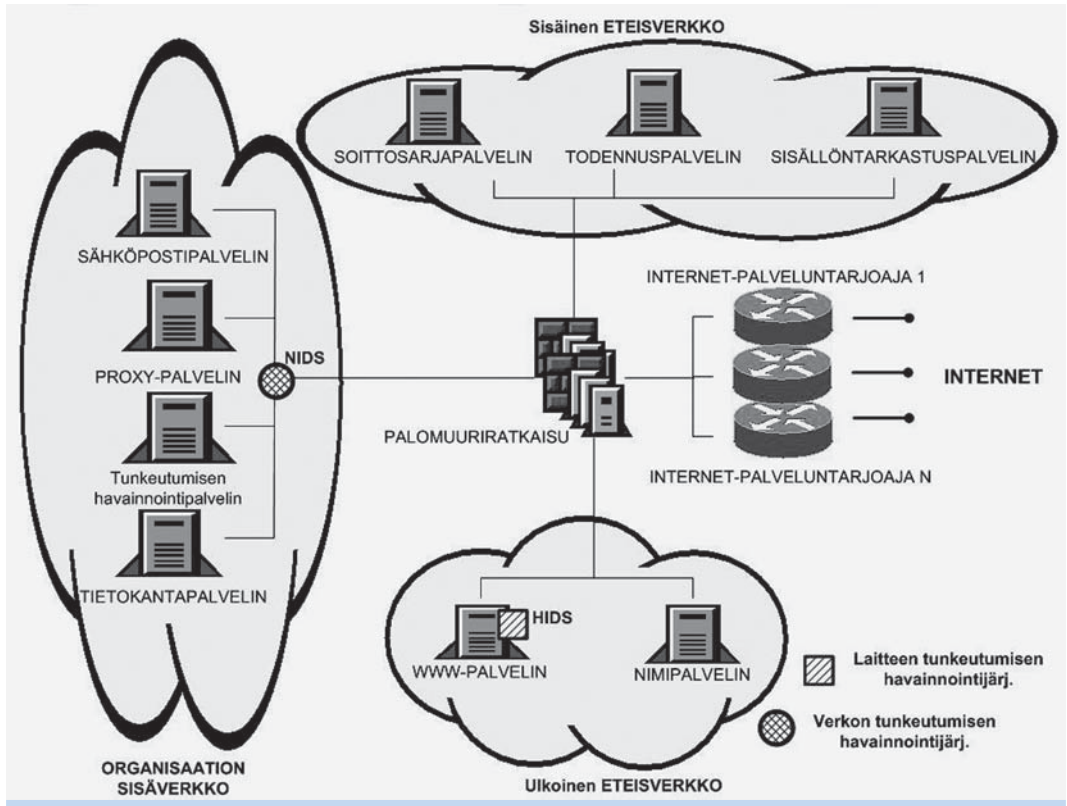 Sisäinen ETEISVERKKO
SOITTOSARJAPALVELIN
TODENNUSPALVELIN
SISÄLLÖNTARKASTUSPALVELIN
SÄHKÖPOSTIPALVELIN
PROXY-PALVELIN
NIDS
Tunkeutumisen
havainnointipalvelin
TIETOKANTAPALVELIN
ORGANISAATION
SISÄVERKKO
PALOMUURIRATKAISU
INTERNET-PALVELUNTARJOAJA 1
INTERNET
INTERNET-PALVELUNTARJOAJA N
HIDS
WWW-PALVELIN
NIMIPALVELIN
Ulkoinen ETEISVERKKO
Laitteen tunkeutumisen
havainnointijärj.
Verkon tunkeutumisen
havainnointijärj.